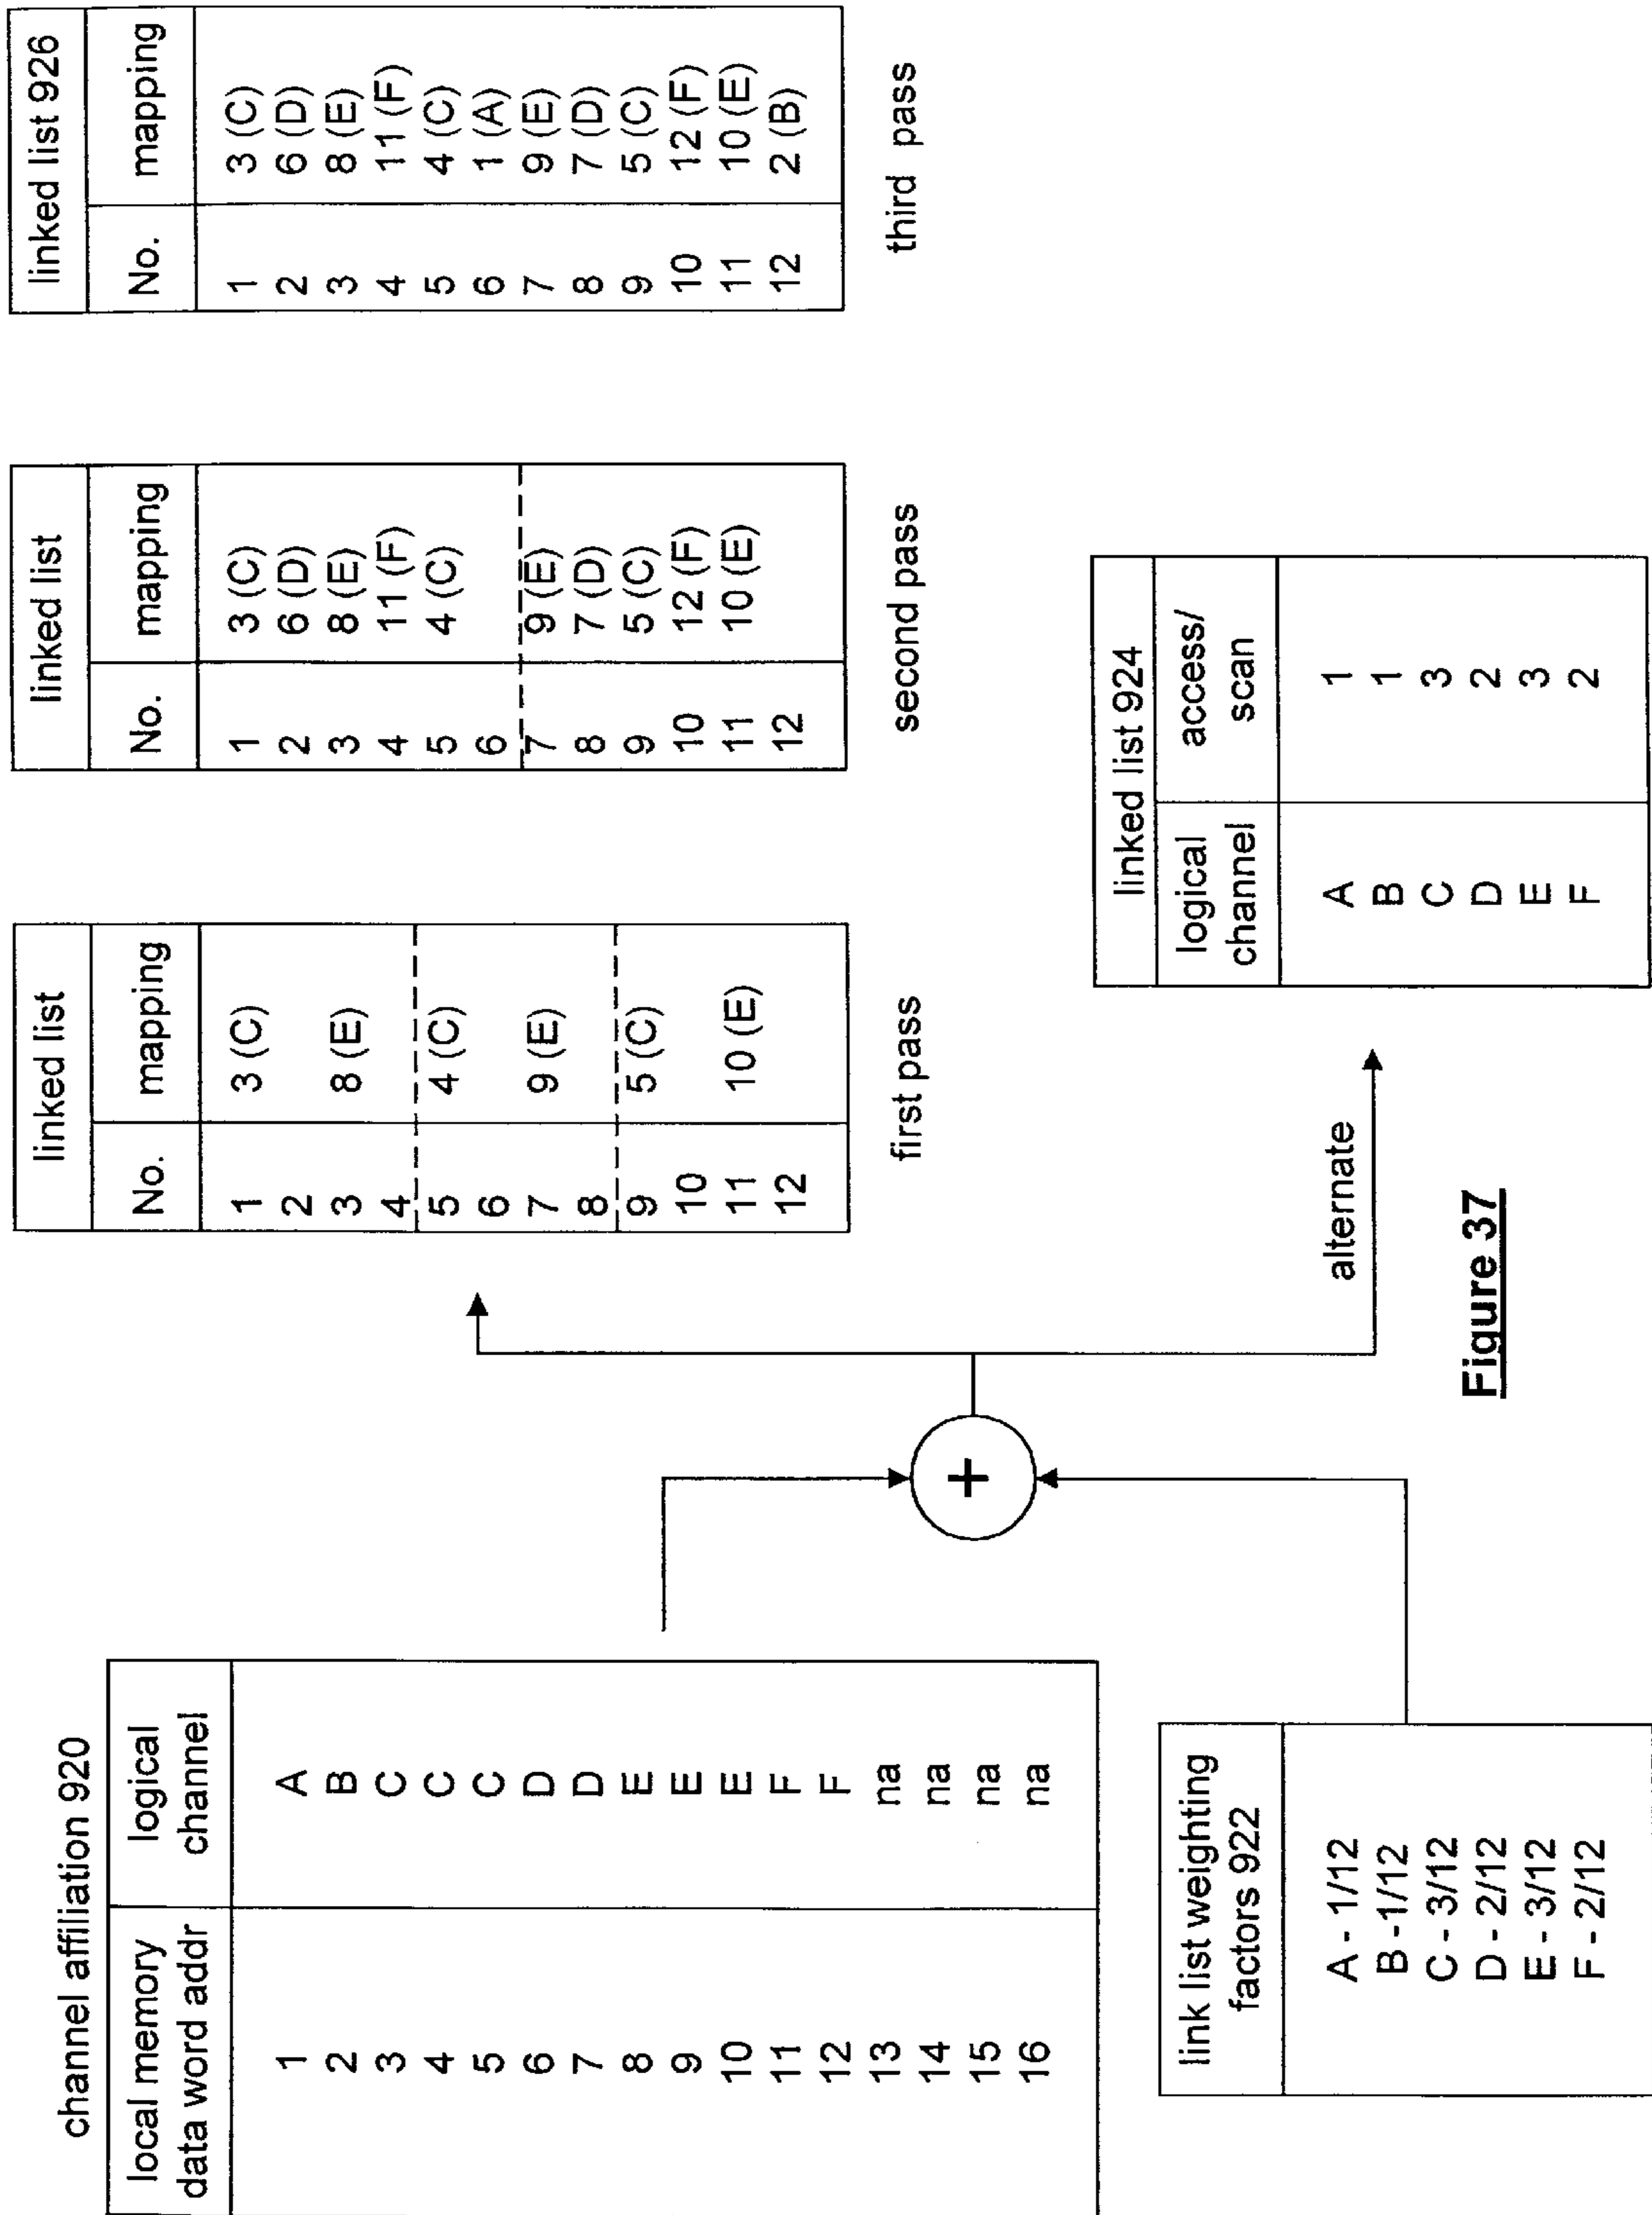 channel affiliation 920
local memory logical
data word addr channel
1 A
2 B
3 C
4 C
5 C
6 D
7 D
8 E
9 E
10 E
11 F
12 F
13 na
14 na
15 na
16 na
link list weighting
factors 922
A - 1/12
B -1/12
C - 3/12
D - 2/12
E - 3/12
F - 2/12
+
linked list
No. mapping
1 3 (C)
2
3 8 (E)
4
5 4 (C)
6
7 9 (E)
8
9 5 (C)
10
11 10 (E)
12
first pass
linked list
No. mapping
1 3 (C)
2 6 (D)
3 8 (E)
4 11 (F)
5 4 (C)
6
7 9 (E)
8 7 (D)
9 5 (C)
10 12 (F)
11 10 (E)
12
second pass
linked list 926
No. mapping
1 3 (C)
2 6 (D)
3 8 (E)
4 11 (F)
5 4 (C)
6 1 (A)
7 9 (E)
8 7 (D)
9 5 (C)
10 12 (F)
11 10 (E)
12 2 (B)
third pass
alternate
linked list 924
logical access/
channel scan
A 1
B 1
C 3
D 2
E 3
F 2
Figure 37